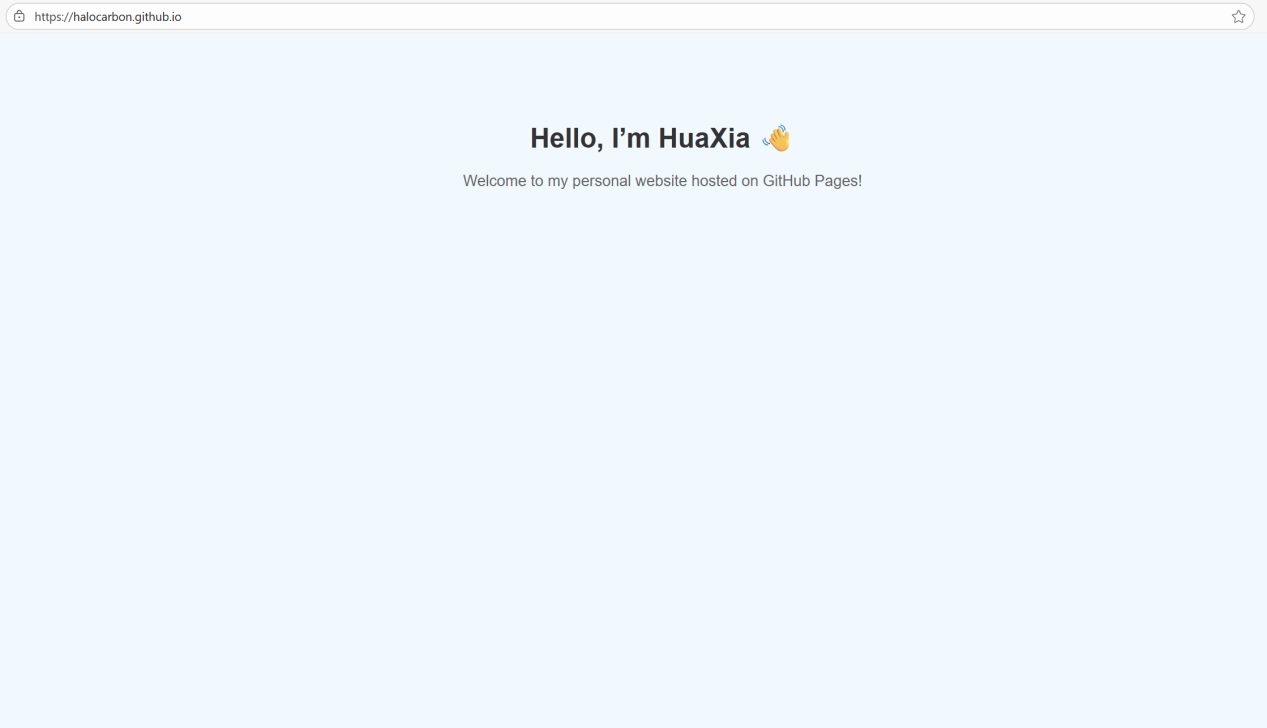 https://halocarbon.github.io
Hello, I’m HuaXia 👋
Welcome to my personal website hosted on GitHub Pages!